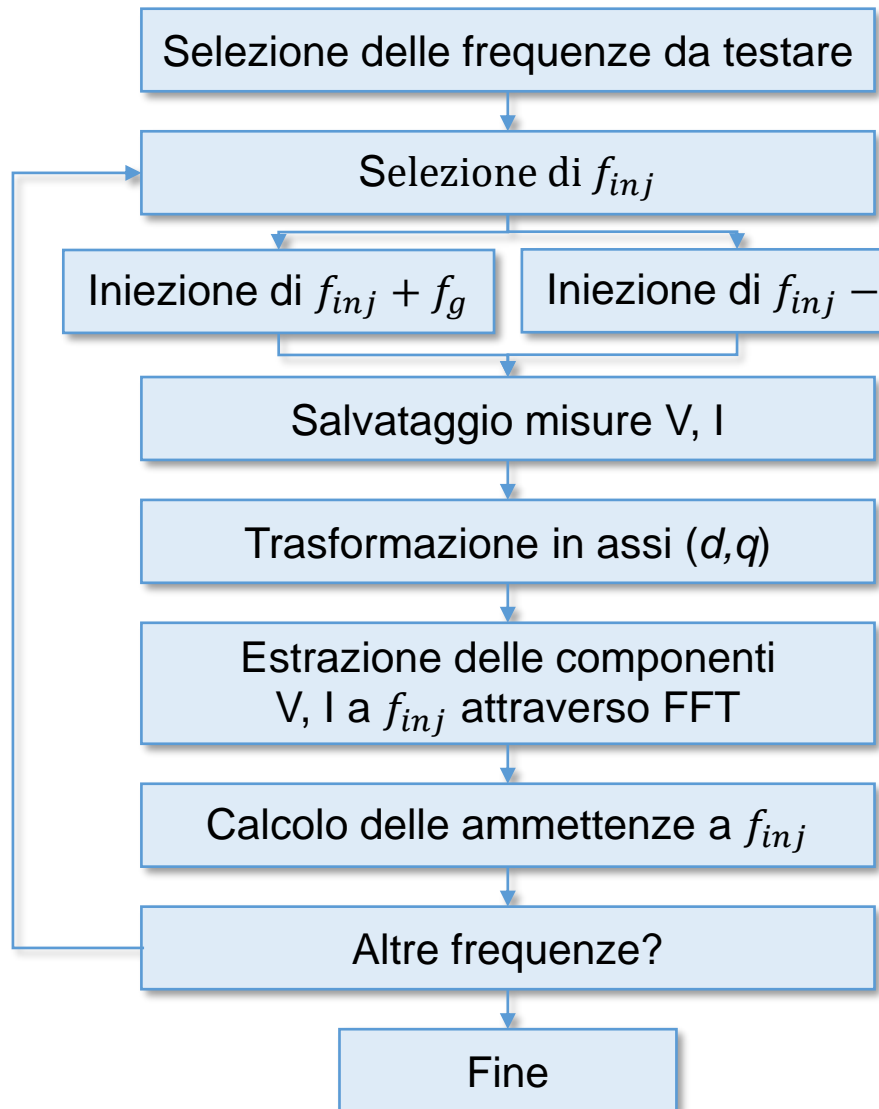 Selezione delle frequenze da testare
Selezione di f_inj
Iniezione di f_inj + f_g
Iniezione di f_inj −
Salvataggio misure V, I
Trasformazione in assi (d,q)
Estrazione delle componenti
V, I a f_inj attraverso FFT
Calcolo delle ammettenze a f_inj
Altre frequenze?
Fine